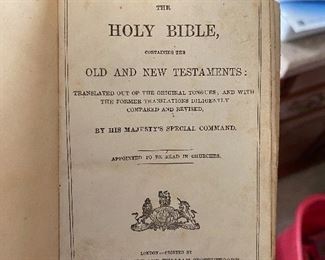 THE
HOLY BIBLE,
CONTAINING THE
OLD AND NEW TESTAMENTS:
TRANSLATED OUT OF THE ORIGINAL TONGUES; AND WITH
THE FORMER TRANSLATIONS DILIGENTLY
COMPARED AND REVISED,
BY HIS MAJESTY'S SPECIAL COMMAND.
APPOINTED TO BE READ IN CHURCHES.
LONDON:—PRINTED BY